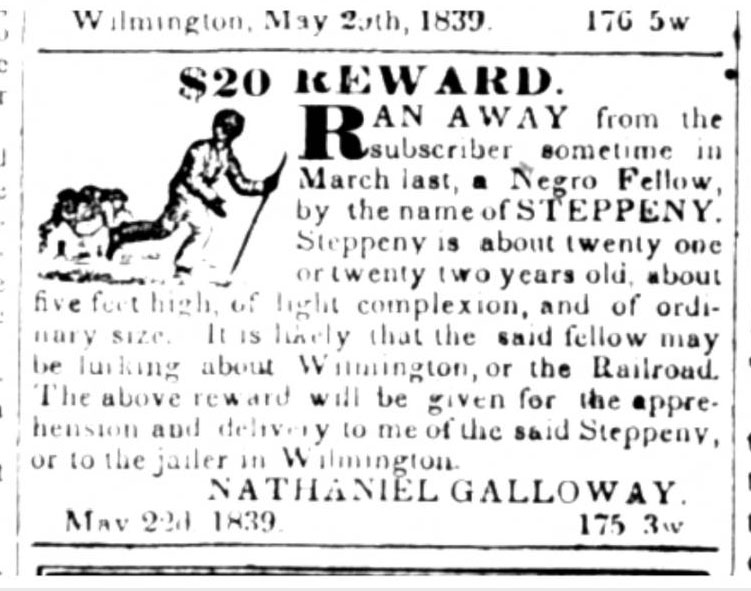 Wilmington, May 29th, 1839. 176 5w
$20 REWARD.
RAN AWAY from the
subscriber sometime in
March last, a Negro Fellow,
by the name of STEPPENY.
Steppeny is about twenty one
or twenty two years old, about
five feet high, of light complexion, and of ordi-
nary size. It is likely that the said fellow may
be lurking about Wilmington, or the Railroad.
The above reward will be given for the appre-
hension and delivery to me of the said Steppeny,
or to the jailer in Wilmington.
NATHANIEL GALLOWAY.
May 22d 1839. 175 3w